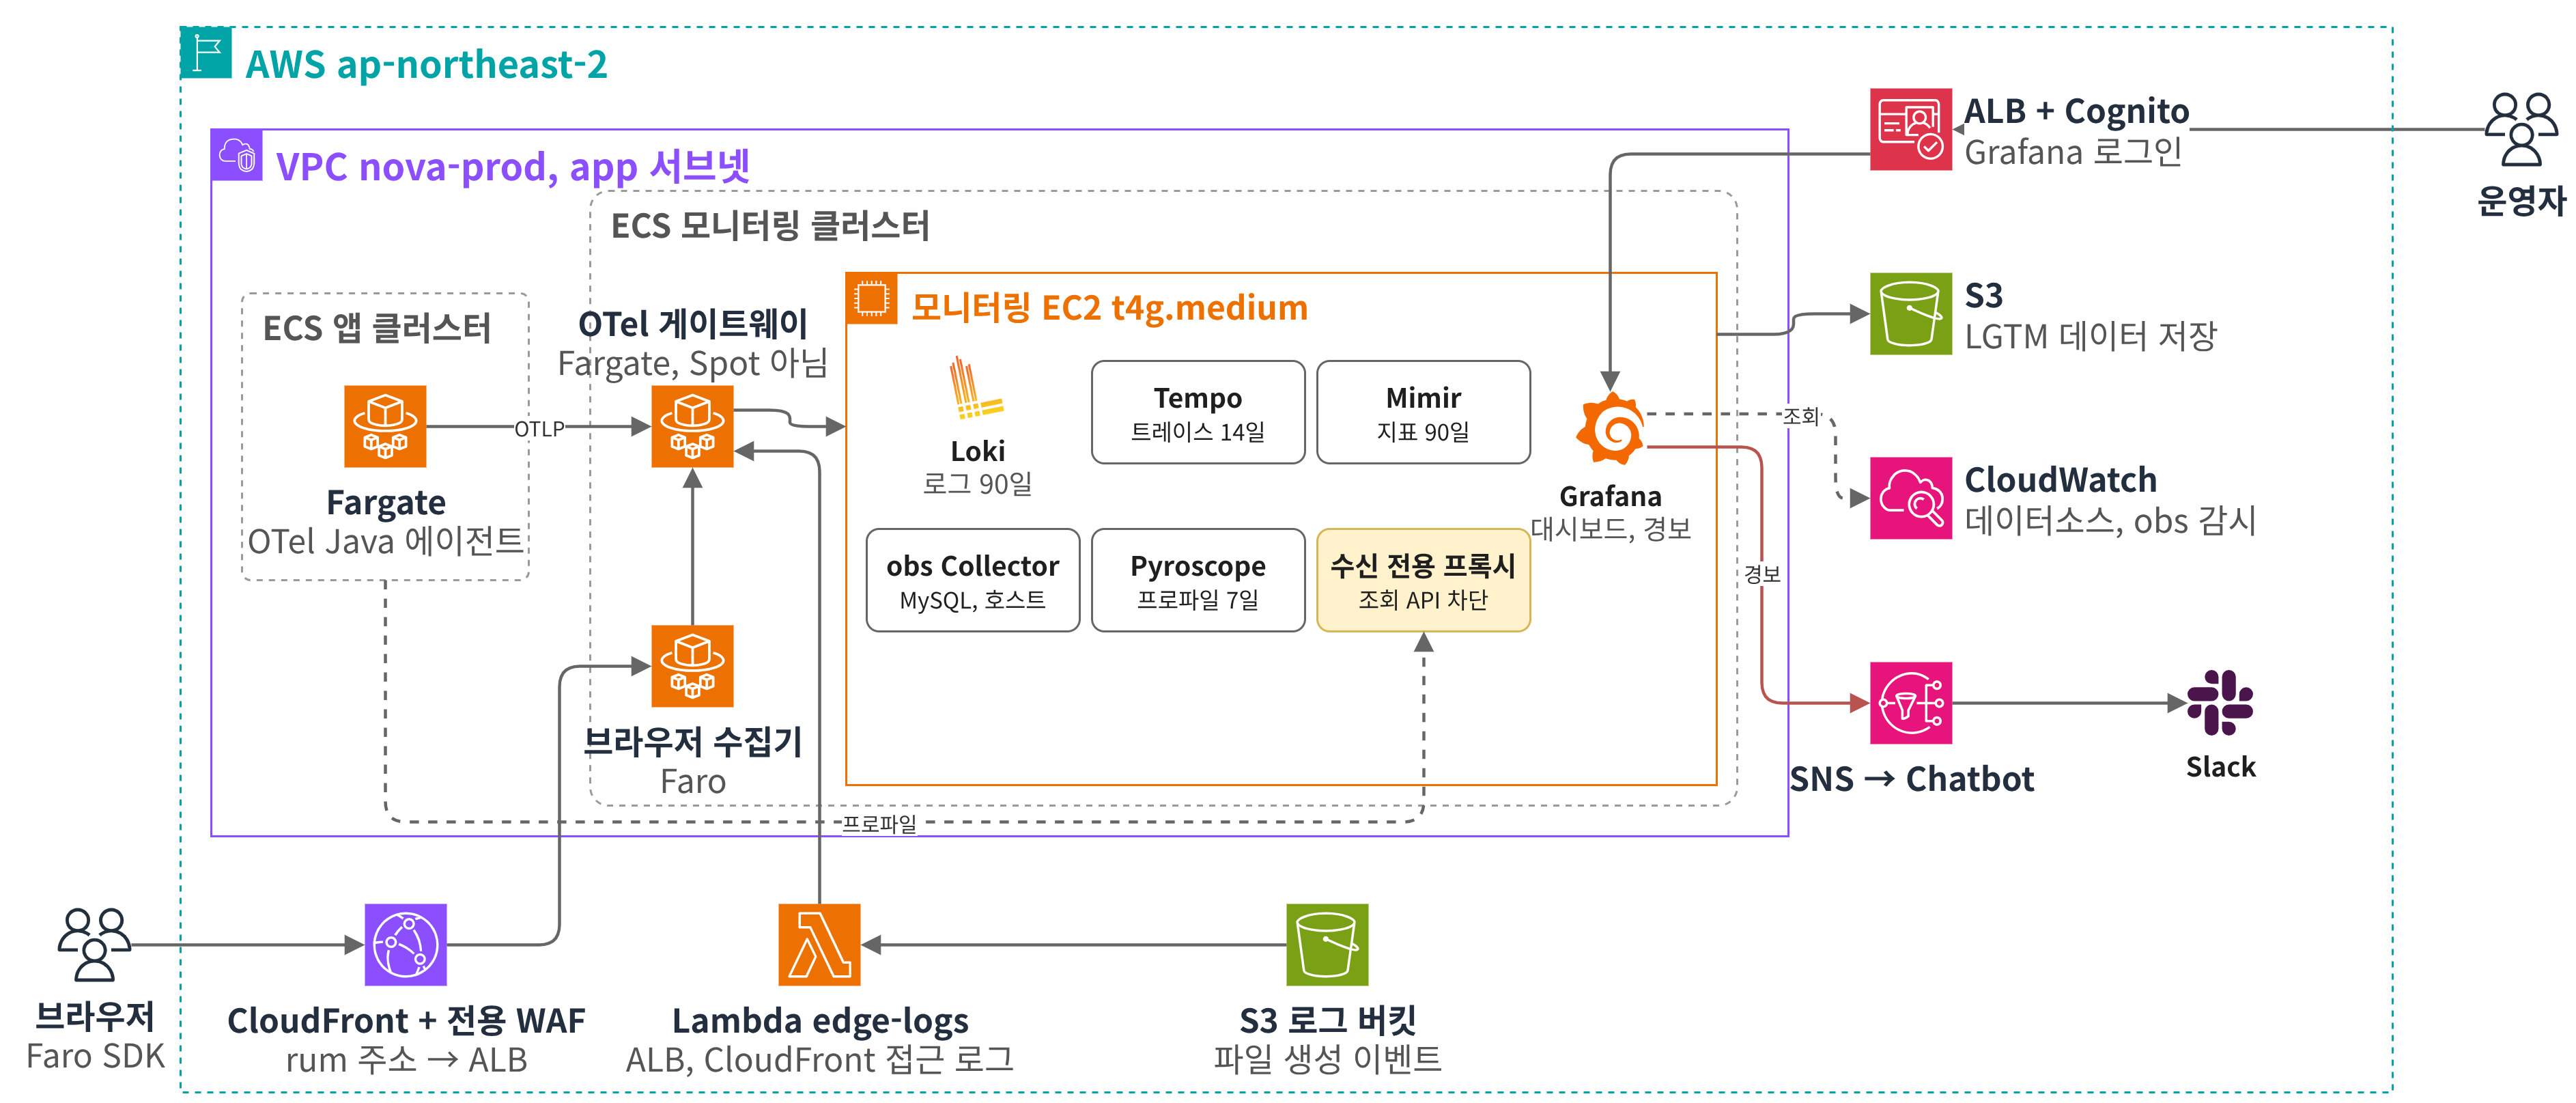 AWS ap-northeast-2
ALB + Cognito
Grafana 로그인
운영자
VPC nova-prod, app 서브넷
ECS 모니터링 클러스터
ECS 앱 클러스터
Fargate
OTel Java 에이전트
OTLP
OTel 게이트웨이
Fargate, Spot 아님
모니터링 EC2 t4g.medium
Loki
로그 90일
Tempo
트레이스 14일
Mimir
지표 90일
Grafana
대시보드, 경보
obs Collector
MySQL, 호스트
Pyroscope
프로파일 7일
수신 전용 프록시
조회 API 차단
S3
LGTM 데이터 저장
조회
CloudWatch
데이터소스, obs 감시
경보
SNS → Chatbot
Slack
브라우저 수집기
Faro
프로파일
브라우저
Faro SDK
CloudFront + 전용 WAF
rum 주소 → ALB
Lambda edge-logs
ALB, CloudFront 접근 로그
S3 로그 버킷
파일 생성 이벤트